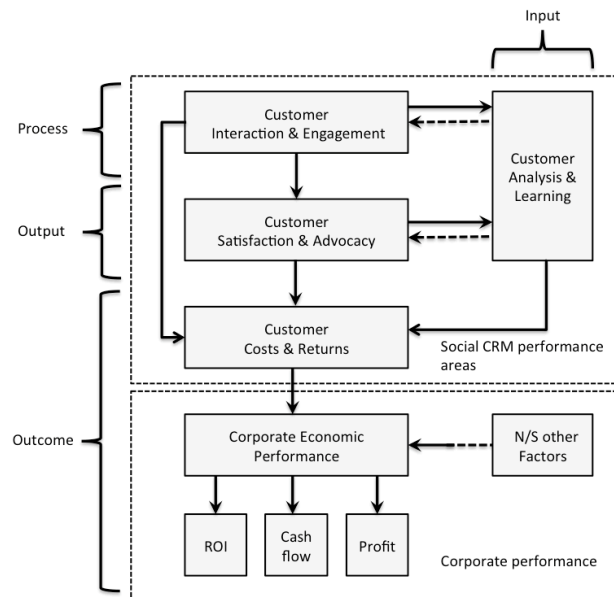 Input
Process
Customer
Interaction & Engagement
Customer
Analysis &
Learning
Output
Customer
Satisfaction & Advocacy
Customer
Costs & Returns
Social CRM performance
areas
Outcome
Corporate Economic
Performance
N/S other
Factors
ROI
Cash
flow
Profit
Corporate performance